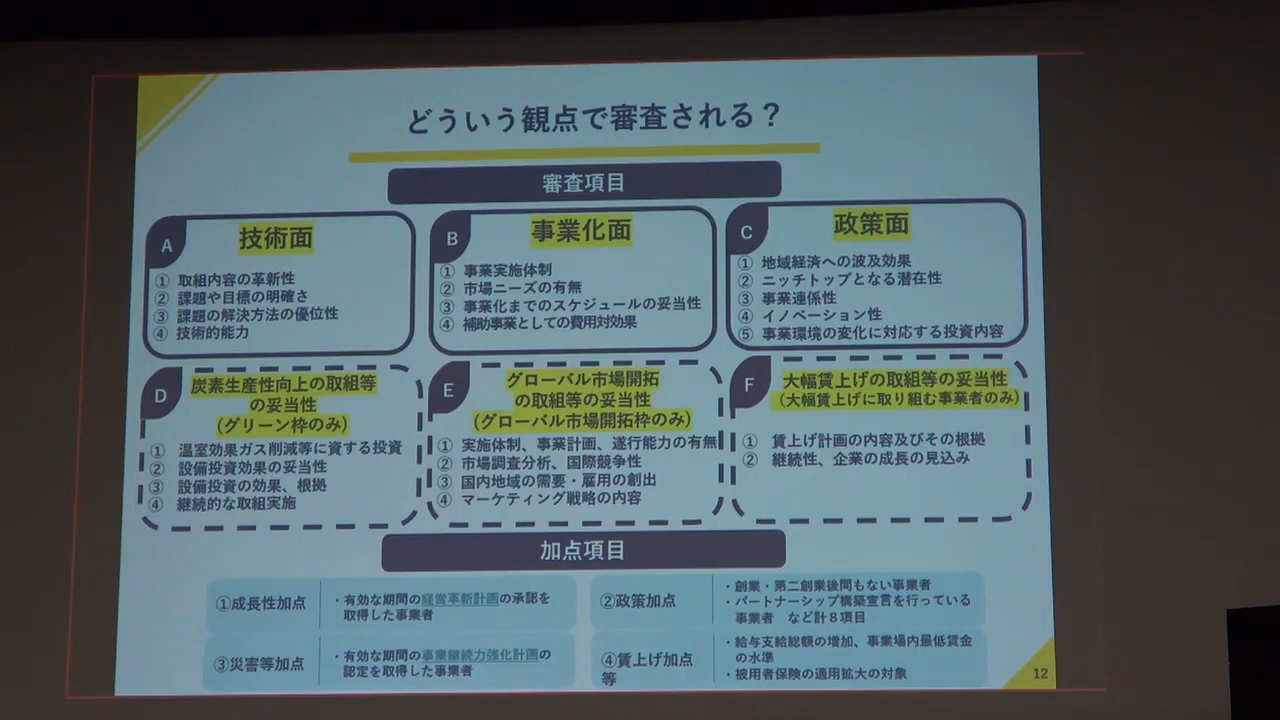 どういう観点で審査される？
審査項目
A
技術面
① 取組内容の革新性
② 課題や目標の明確さ
③ 課題の解決方法の優位性
④ 技術的能力
B
事業化面
① 事業実施体制
② 市場ニーズの有無
③ 事業化までのスケジュールの妥当性
④ 補助事業としての費用対効果
C
政策面
① 地域経済への波及効果
② ニッチトップとなる潜在性
③ 事業連係性
④ イノベーション性
⑤ 事業環境の変化に対応する投資内容
D
炭素生産性向上の取組等
の妥当性
(グリーン枠のみ)
① 温室効果ガス削減等に資する投資
② 設備投資効果の妥当性
③ 設備投資の効果、根拠
④ 継続的な取組実施
E
グローバル市場開拓
の取組等の妥当性
(グローバル市場開拓枠のみ)
① 実施体制、事業計画、遂行能力の有無
② 市場調査分析、国際競争性
③ 国内地域の需要・雇用の創出
④ マーケティング戦略の内容
F
大幅賃上げの取組等の妥当性
(大幅賃上げに取り組む事業者のみ)
① 賃上げ計画の内容及びその根拠
② 継続性、企業の成長の見込み
加点項目
①成長性加点
・有効な期間の経営革新計画の承認を
取得した事業者
②政策加点
・創業・第二創業後間もない事業者
・パートナーシップ構築宣言を行っている
事業者 など計８項目
③災害等加点
・有効な期間の事業継続力強化計画の
認定を取得した事業者
④賃上げ加点
等
・給与支給総額の増加、事業場内最低賃金
の水準
・被用者保険の適用拡大の対象
12